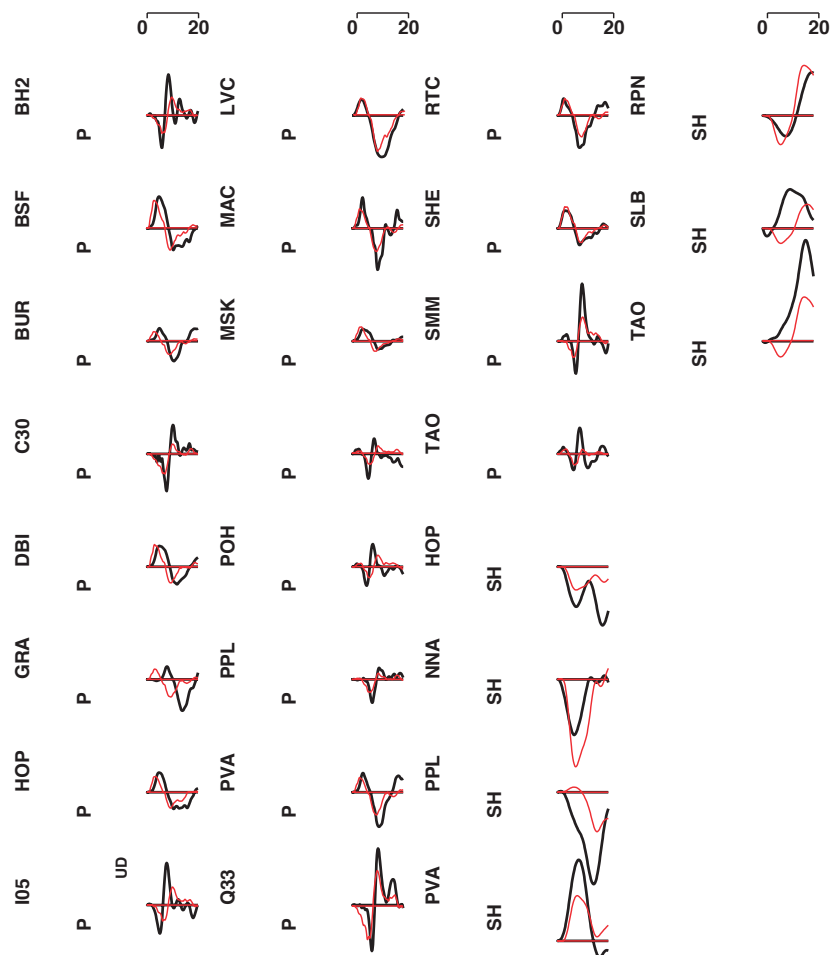 0 20 0 20 0 20 0 20
BH2 P LVC P RTC P RPN SH
BSF P MAC P SHE P SLB SH
BUR P MSK P SMM P TAO SH
C30 P P TAO P
DBI P POH P HOP SH
GRA P PPL P NNA SH
HOP P PVA P PPL SH
I05 P UD Q33 P PVA SH